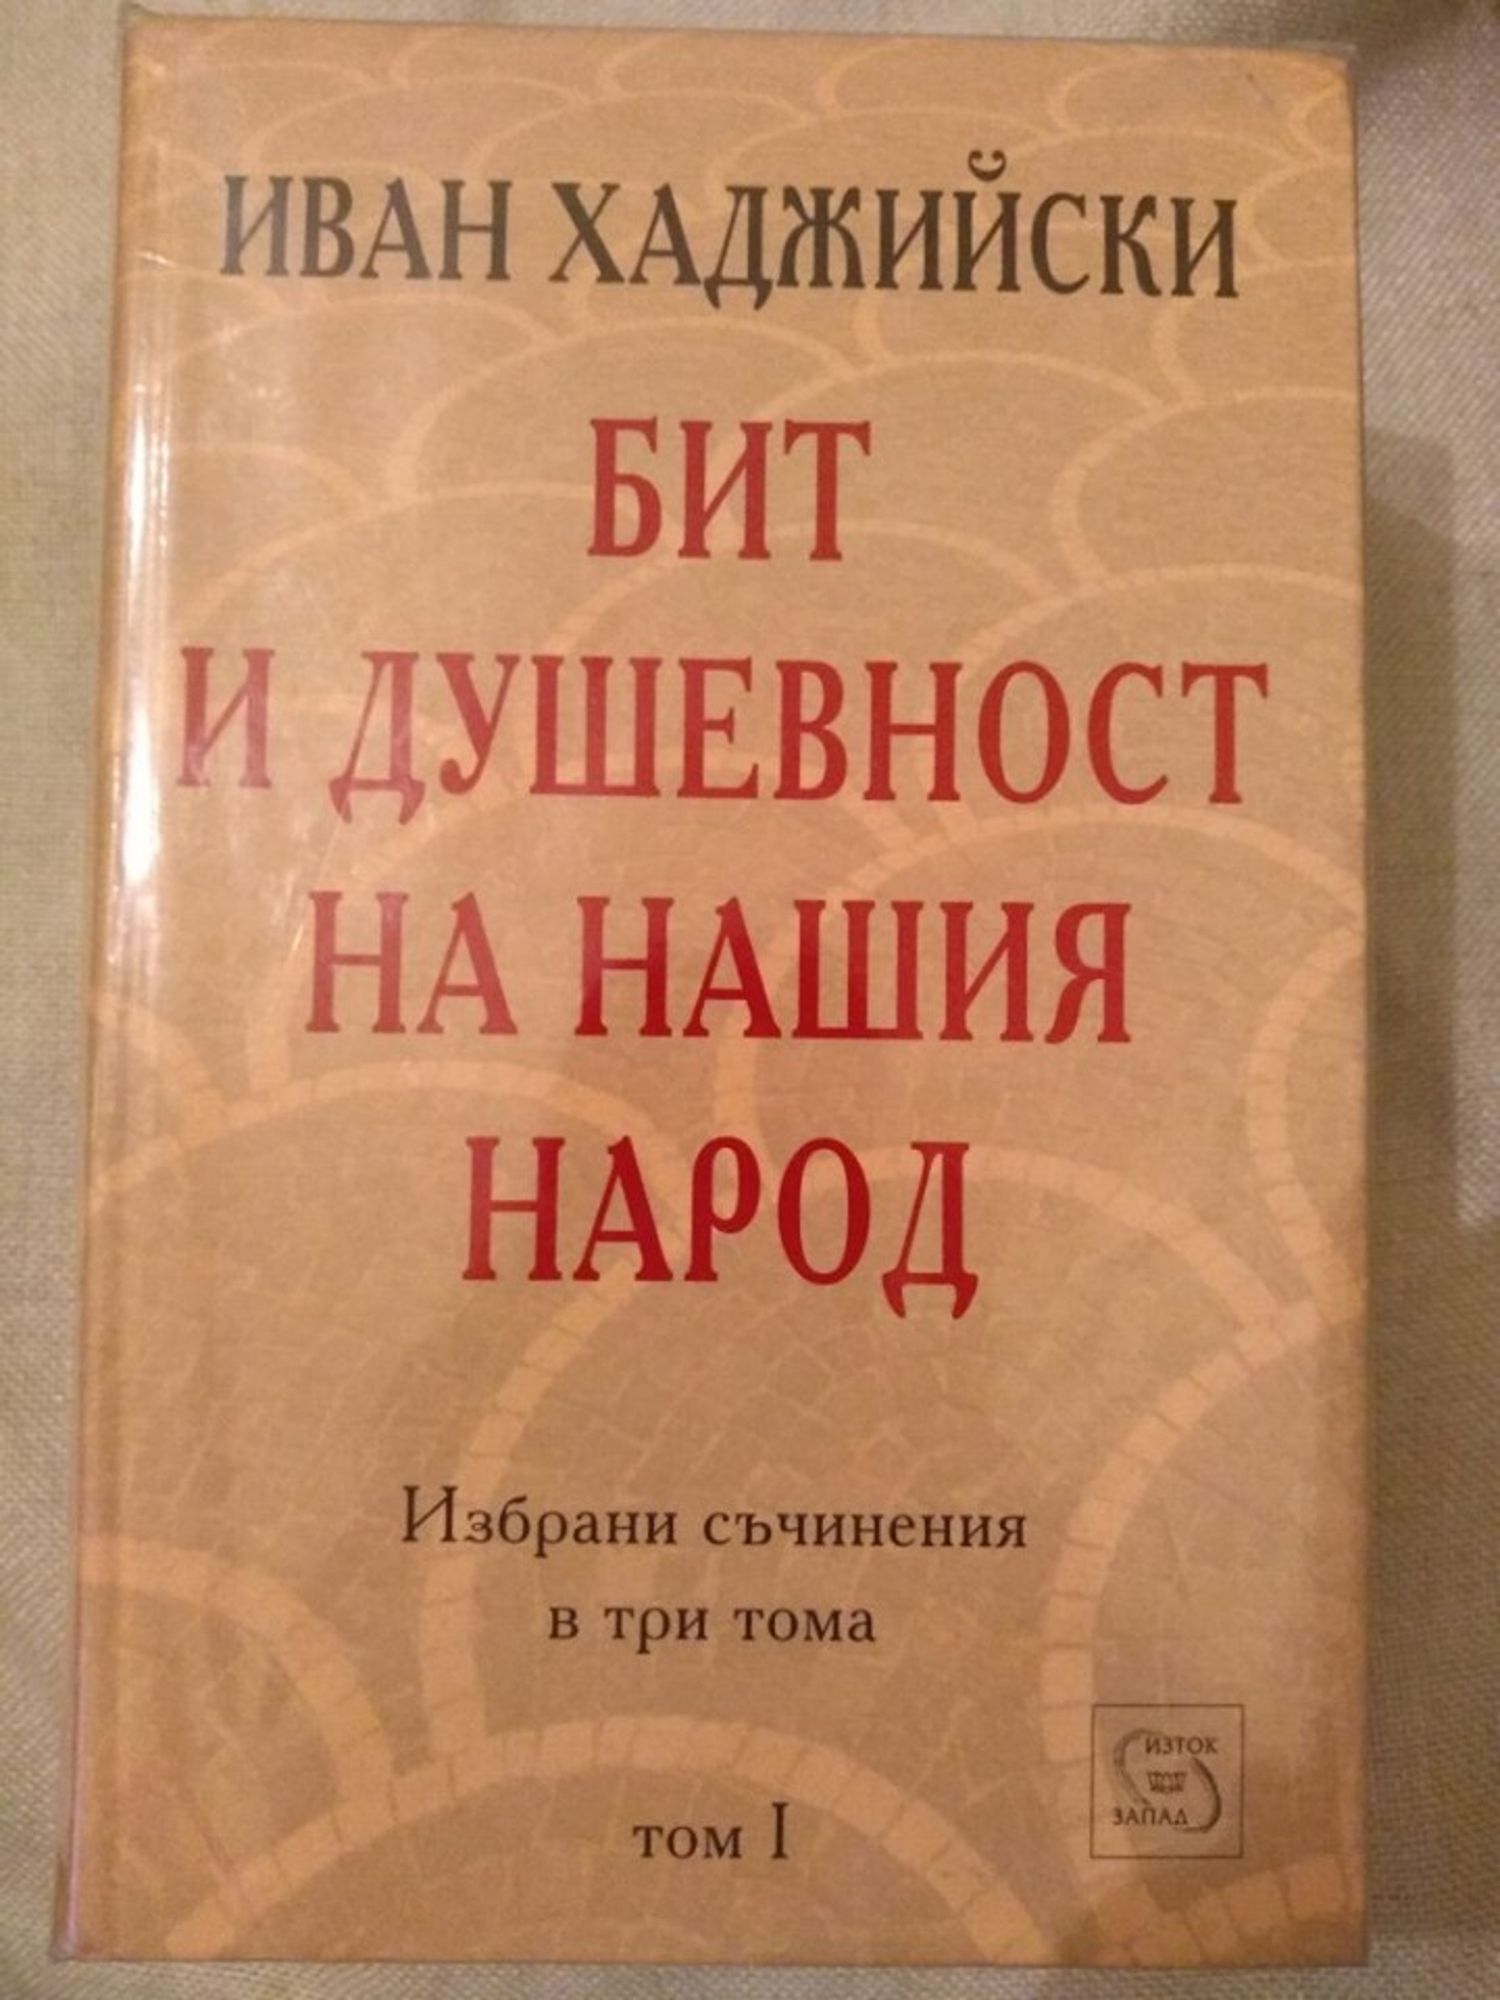 ИВАН ХАДЖИЙСКИ
БИТ
И ДУШЕВНОСТ
НА НАШИЯ
НАРОД
Избрани съчинения
в три тома
том I
ИЗТОК
ЗАПАД